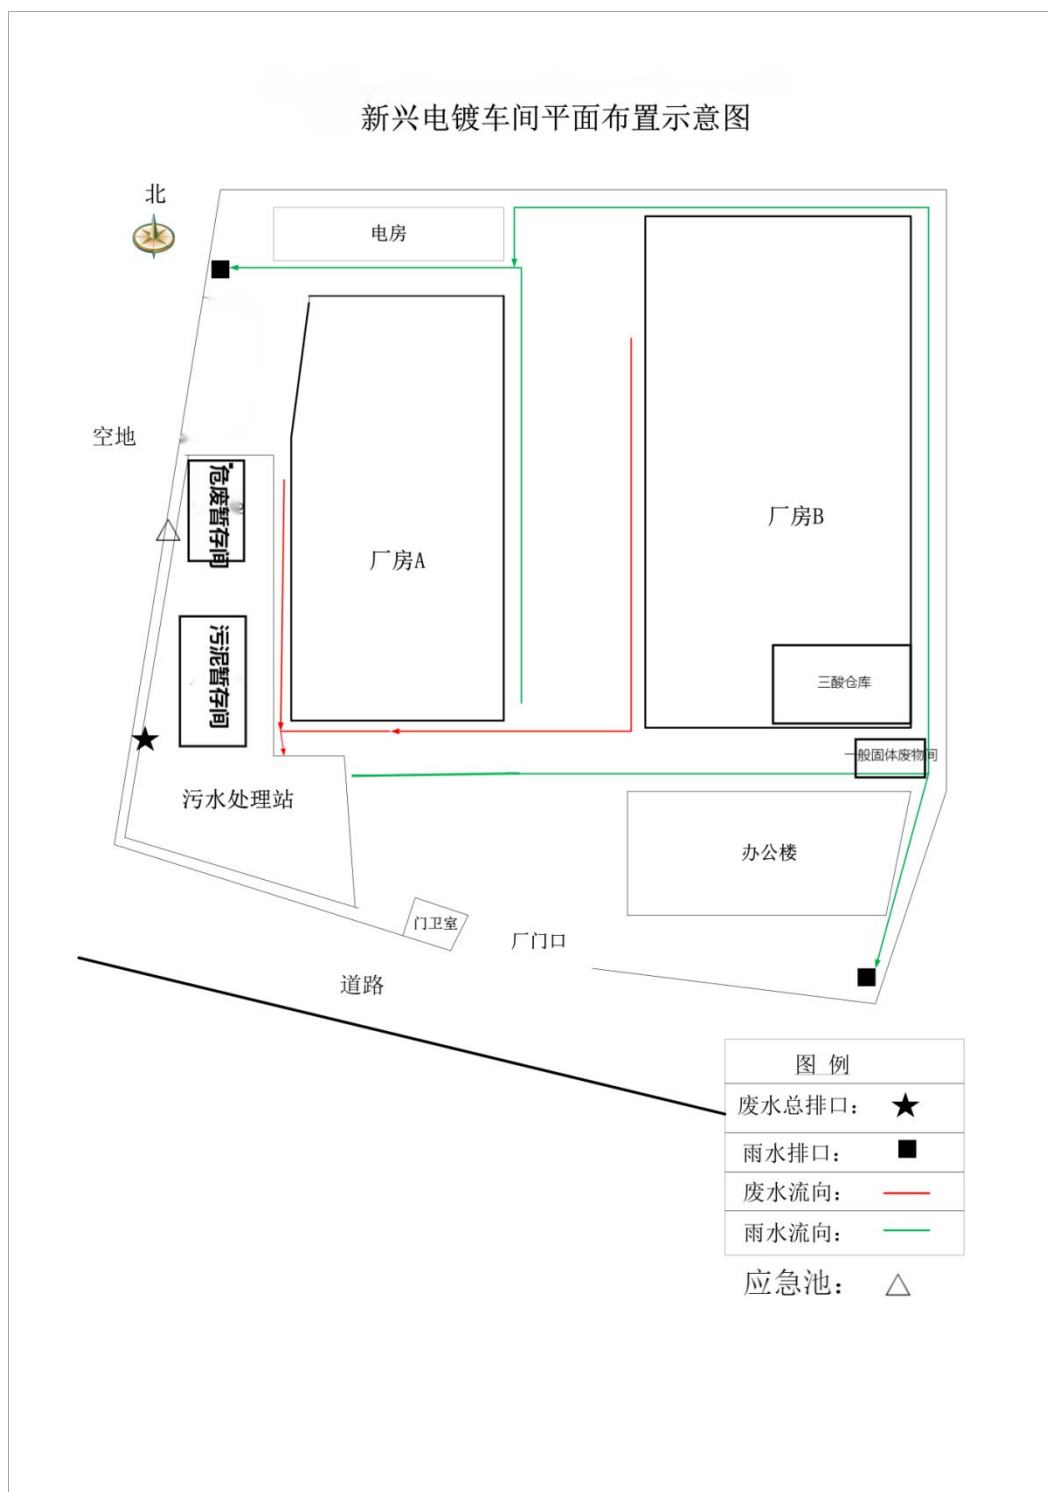 新兴电镀车间平面布置示意图
北
电房
空地
危废暂存间
厂房A
厂房B
污泥暂存间
三酸仓库
一般固体废物间
污水处理站
办公楼
门卫室
厂门口
道路
图 例
废水总排口：
雨水排口：
废水流向：
雨水流向：
应急池：